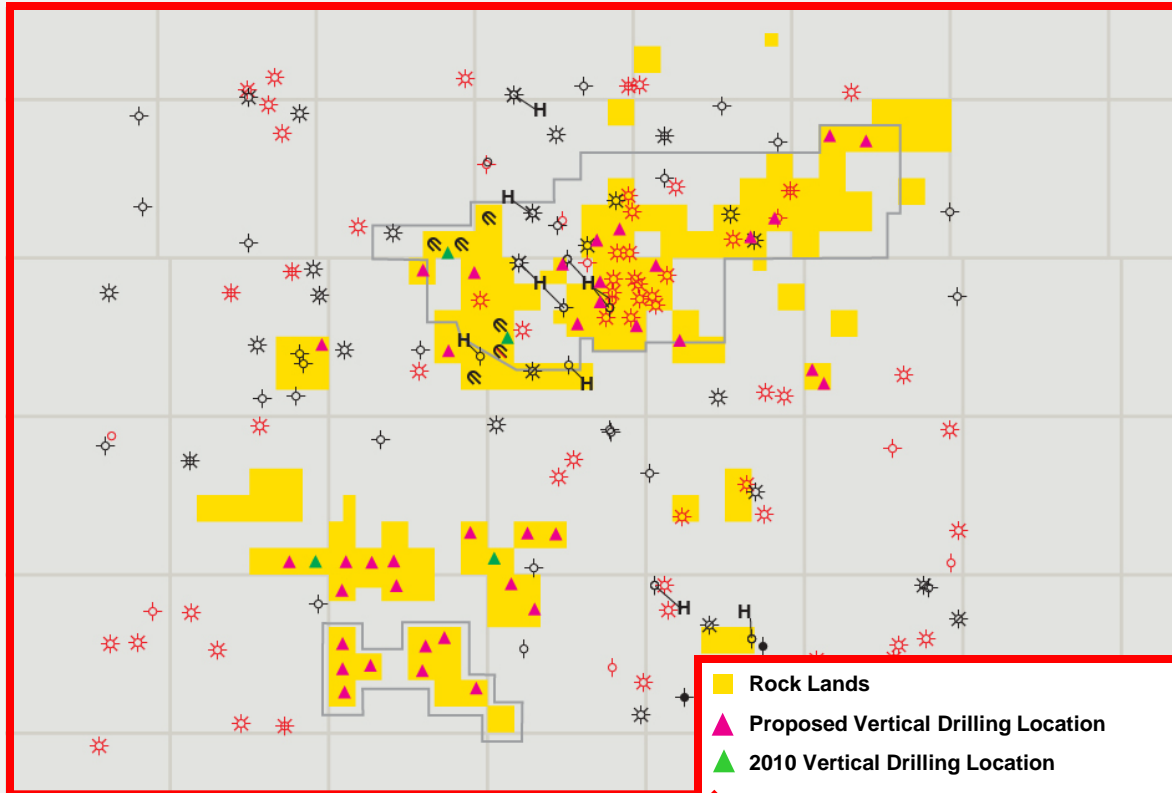 H
H
H
H
H
H
H
H
Rock Lands
Proposed Vertical Drilling Location
2010 Vertical Drilling Location